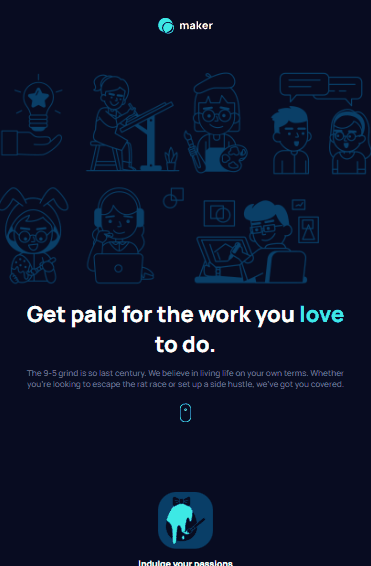 maker
Get paid for the work you love
to do.
The 9-5 grind is so last century. We believe in living life on your own terms. Whether
you're looking to escape the rat race or set up a side hustle, we've got you covered.
Indulge your passions